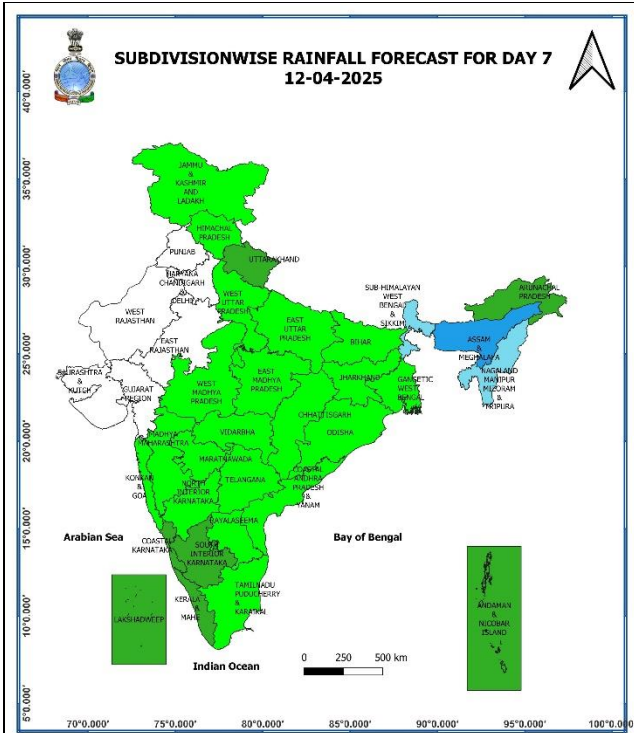 SUBDIVISIONWISE RAINFALL FORECAST FOR DAY 7
12-04-2025
40°0.000'
35°0.000'
30°0.000'
25°0.000'
20°0.000'
15°0.000'
10°0.000'
5°0.000'
JAMMU
&
KASHMIR
AND
LADAKH
HIMACHAL
PRADESH
PUNJAB
UTTARAKHAND
HARYANA
CHANDIGARH
&
DELHI
WEST
UTTAR
PRADESH
WEST
RAJASTHAN
EAST
RAJASTHAN
EAST
UTTAR
PRADESH
BIHAR
SUB-HIMALAYAN
WEST
BENGAL
&
SIKKIM
ARUNACHAL
PRADESH
ASSAM
&
MEGHALAYA
NAGALAND
MANIPUR
MIZORAM
&
TRIPURA
SAURASHTRA
&
KUTCH
GUJARAT
REGION
WEST
MADHYA
PRADESH
EAST
MADHYA
PRADESH
JHARKHAND
GANGETIC
WEST
BENGAL
CHHATTISGARH
ODISHA
VIDARBHA
MADHYA
MAHARASHTRA
MARATHWADA
KONKAN
&
GOA
NORTH
INTERIOR
KARNATAKA
TELANGANA
COASTAL
ANDHRA
PRADESH
&
YANAM
RAYALASEEMA
Arabian Sea
Bay of Bengal
COASTAL
KARNATAKA
SOUTH
INTERIOR
KARNATAKA
TAMILNADU
PUDUCHERRY
&
KARAIKAL
KERALA
&
MAHE
LAKSHADWEEP
ANDAMAN
&
NICOBAR
ISLAND
Indian Ocean
0 250 500 km
70°0.000' 75°0.000' 80°0.000' 85°0.000' 90°0.000' 95°0.000' 100°0.000'